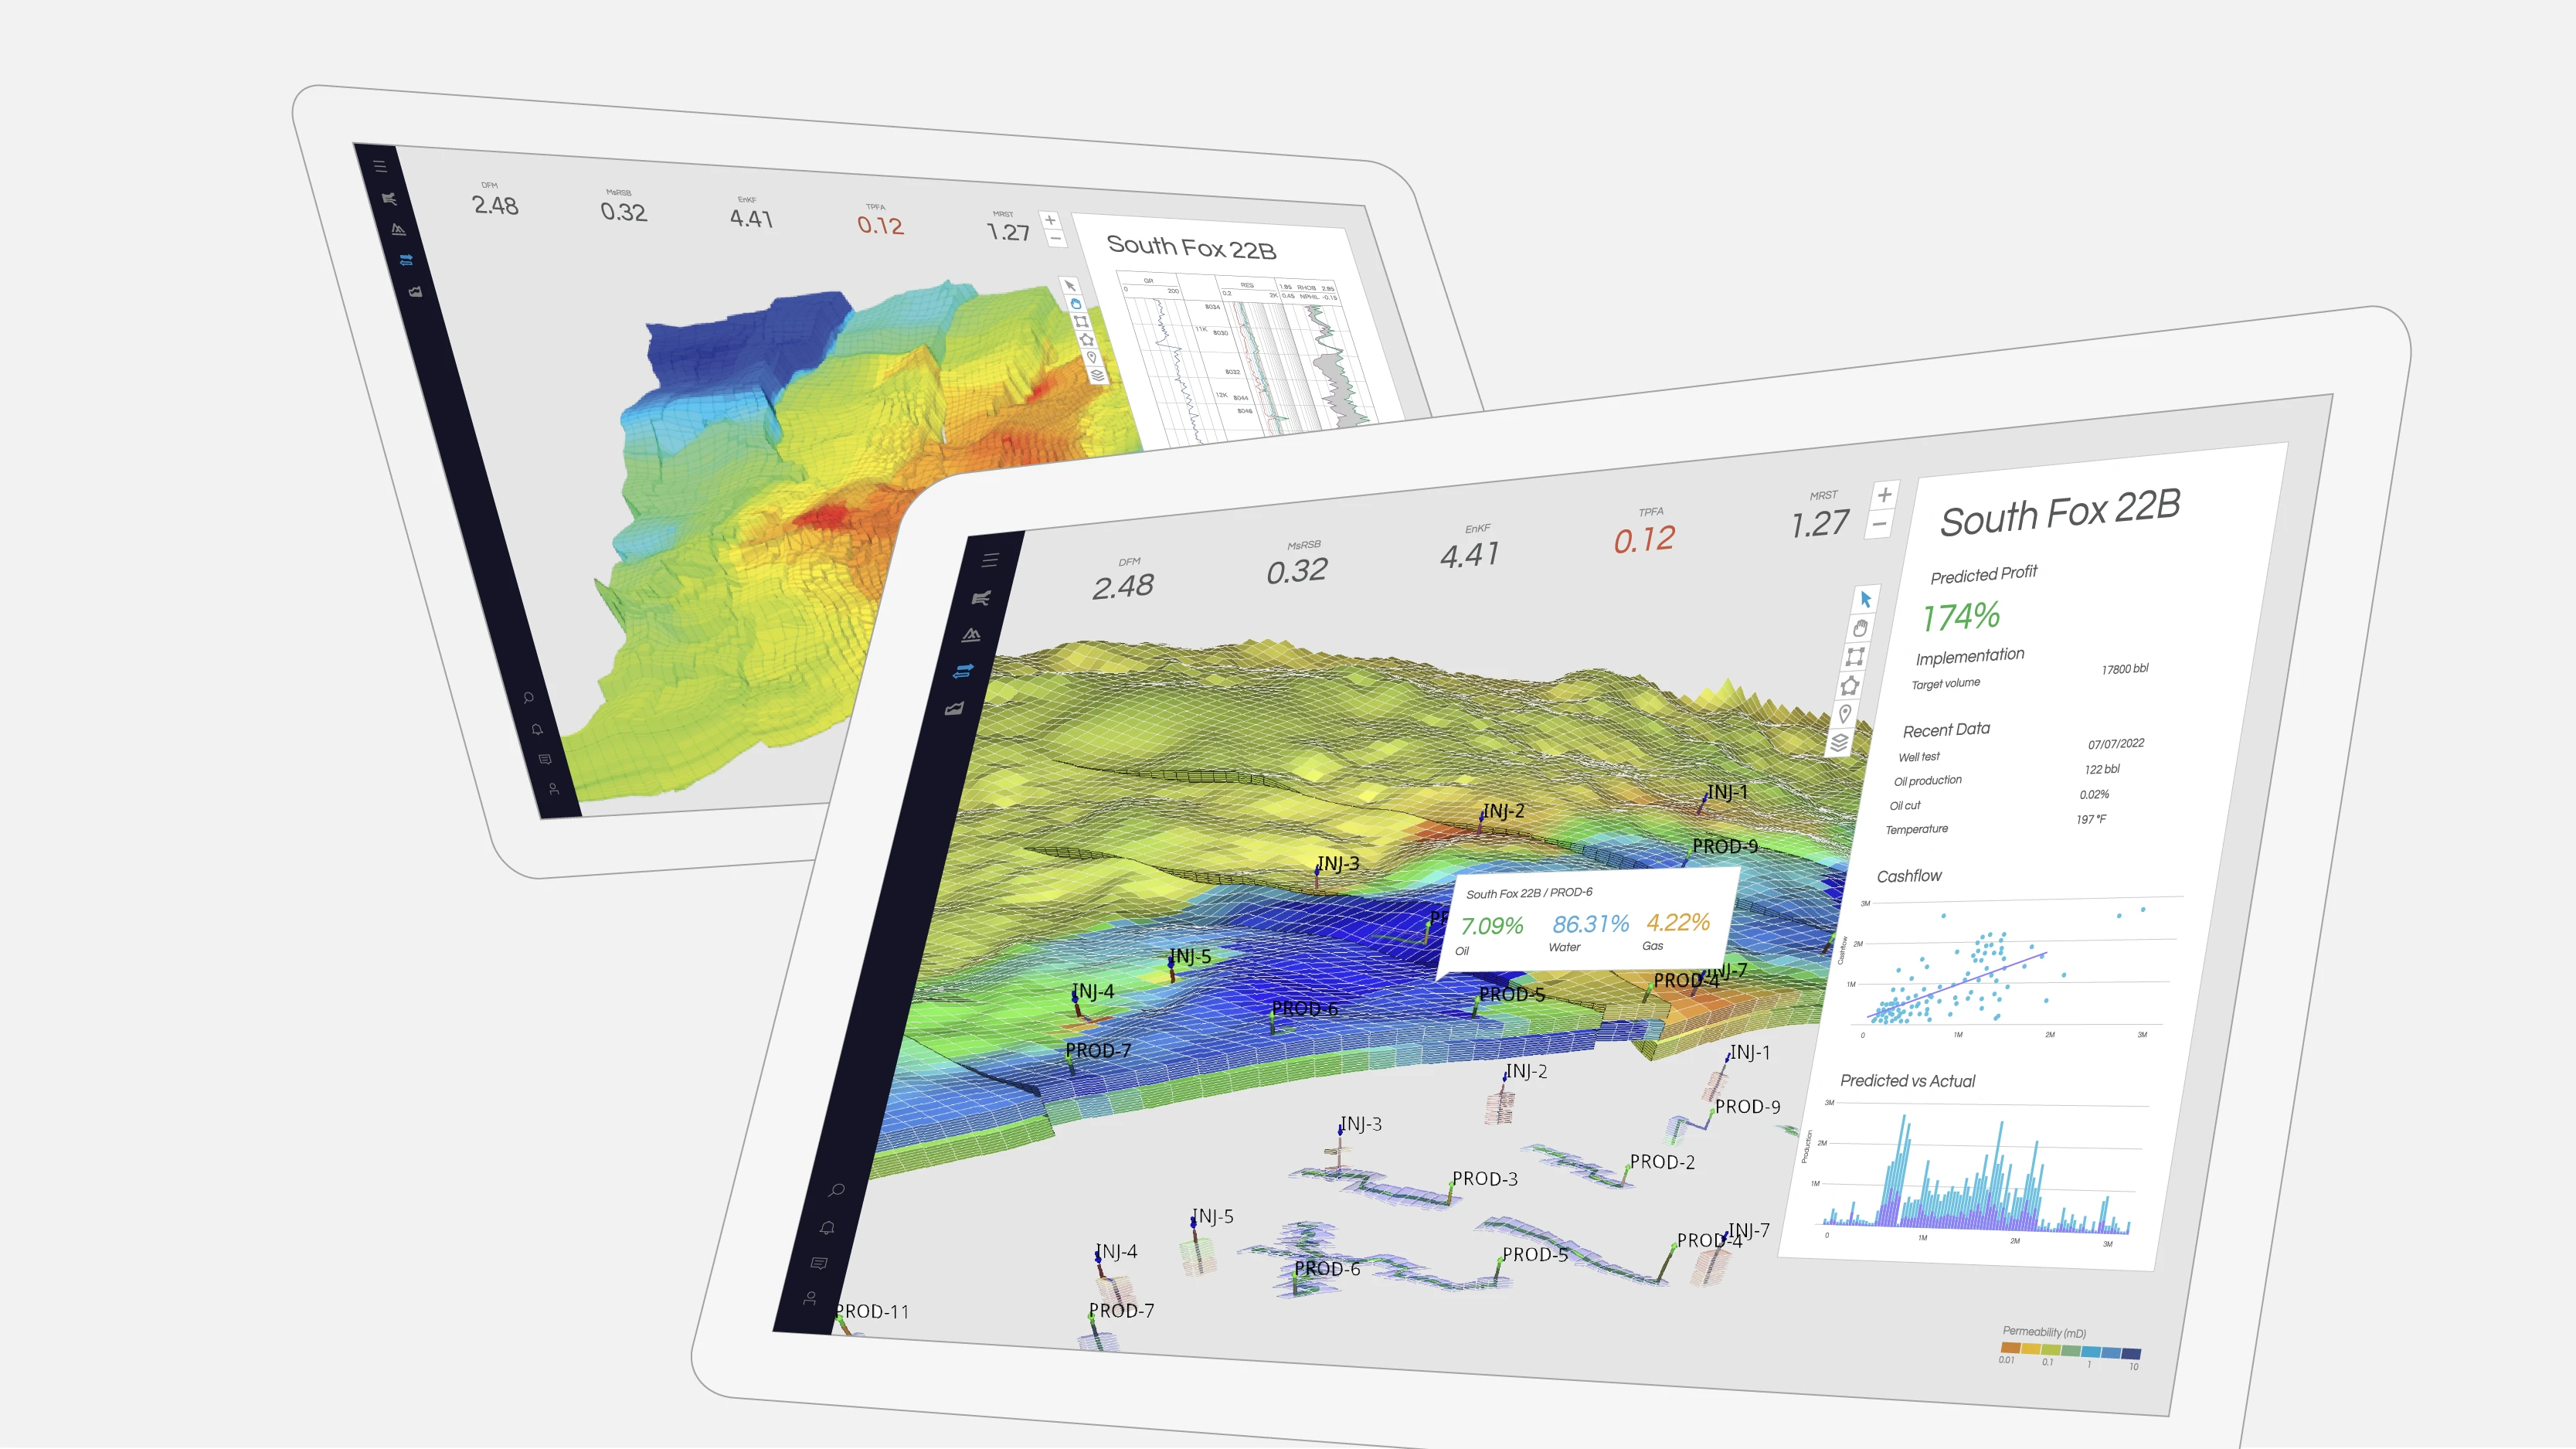 DFM
2.48
MsRSB
0.32
EnKF
4.41
TPFA
0.12
MRST
1.27
+
−
South Fox 22B
GR
0 200
RES
0.2 2K
1.85 RHOB 2.85
0.45 NPHIL -0.15
8034
11K 8030
8032
12K 8044
8046
DFM
2.48
MsRSB
0.32
EnKF
4.41
TPFA
0.12
MRST
1.27
+
−
South Fox 22B
Predicted Profit
174%
Implementation
Target volume 17800 bbl
Recent Data
Well test 07/07/2022
Oil production 122 bbl
Oil cut 0.02%
Temperature 197 °F
Cashflow
3M
2M
1M
Cashflow
0 1M 2M 3M
Predicted vs Actual
3M
2M
1M
Production
0 1M 2M 3M
INJ-1
INJ-2
PROD-9
INJ-3
South Fox 22B / PROD-6
7.09% 86.31% 4.22%
Oil Water Gas
INJ-5
INJ-7
PROD-4
INJ-4
PROD-5
PROD-6
PROD-7
INJ-1
INJ-2
PROD-9
INJ-3
PROD-2
PROD-3
INJ-5
INJ-7
PROD-4
INJ-4
PROD-5
PROD-6
PROD-11
PROD-7
Permeability (mD)
0.01 0.1 1 10